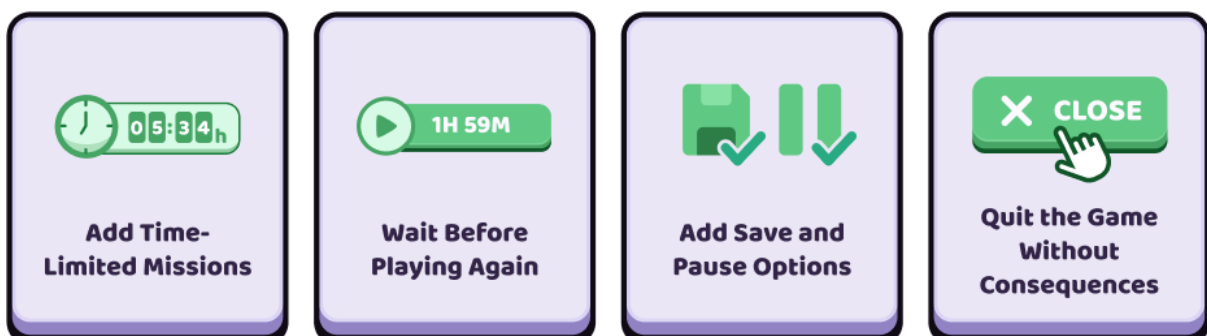 05:34h
Add Time-
Limited Missions
1H 59M
Wait Before
Playing Again
Add Save and
Pause Options
CLOSE
Quit the Game
Without
Consequences